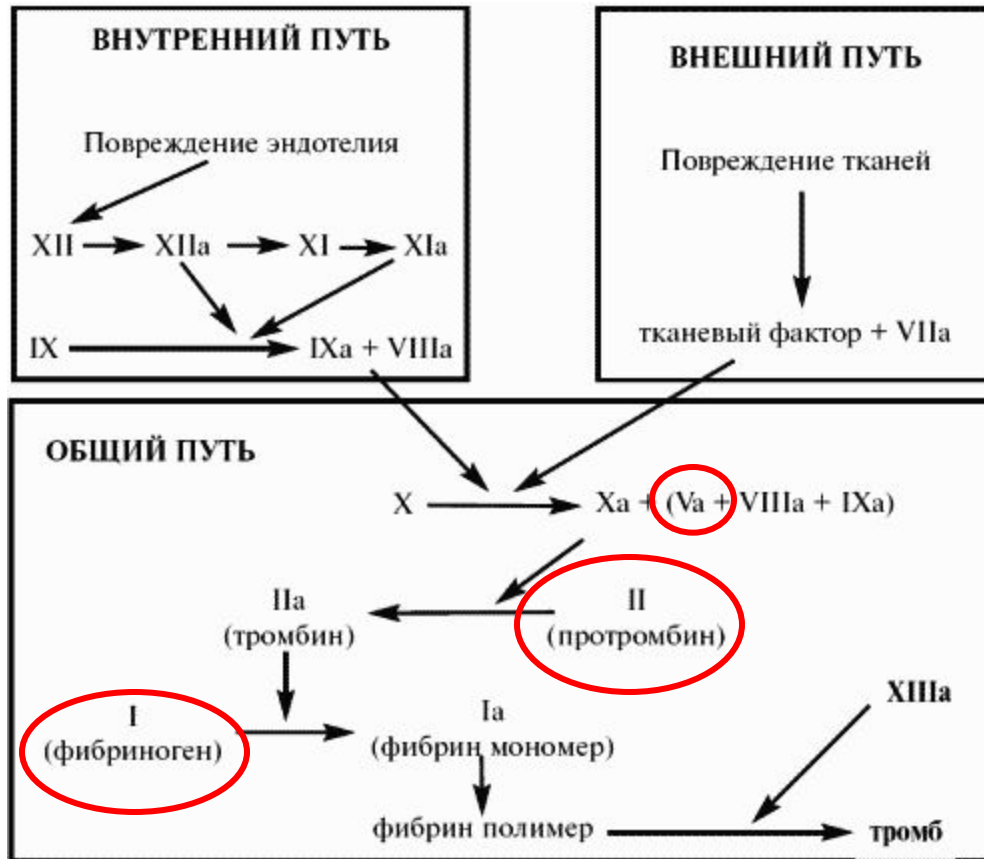 ВНУТРЕННИЙ ПУТЬ
Повреждение эндотелия
XII XIIa XI XIa
IX IXa + VIIIa
ВНЕШНИЙ ПУТЬ
Повреждение тканей
тканевый фактор + VIIa
ОБЩИЙ ПУТЬ
X Xa + (Va + VIIIa + IXa)
IIa
(тромбин)
II
(протромбин)
XIIIa
I
(фибриноген)
Ia
(фибрин мономер)
фибрин полимер
тромб